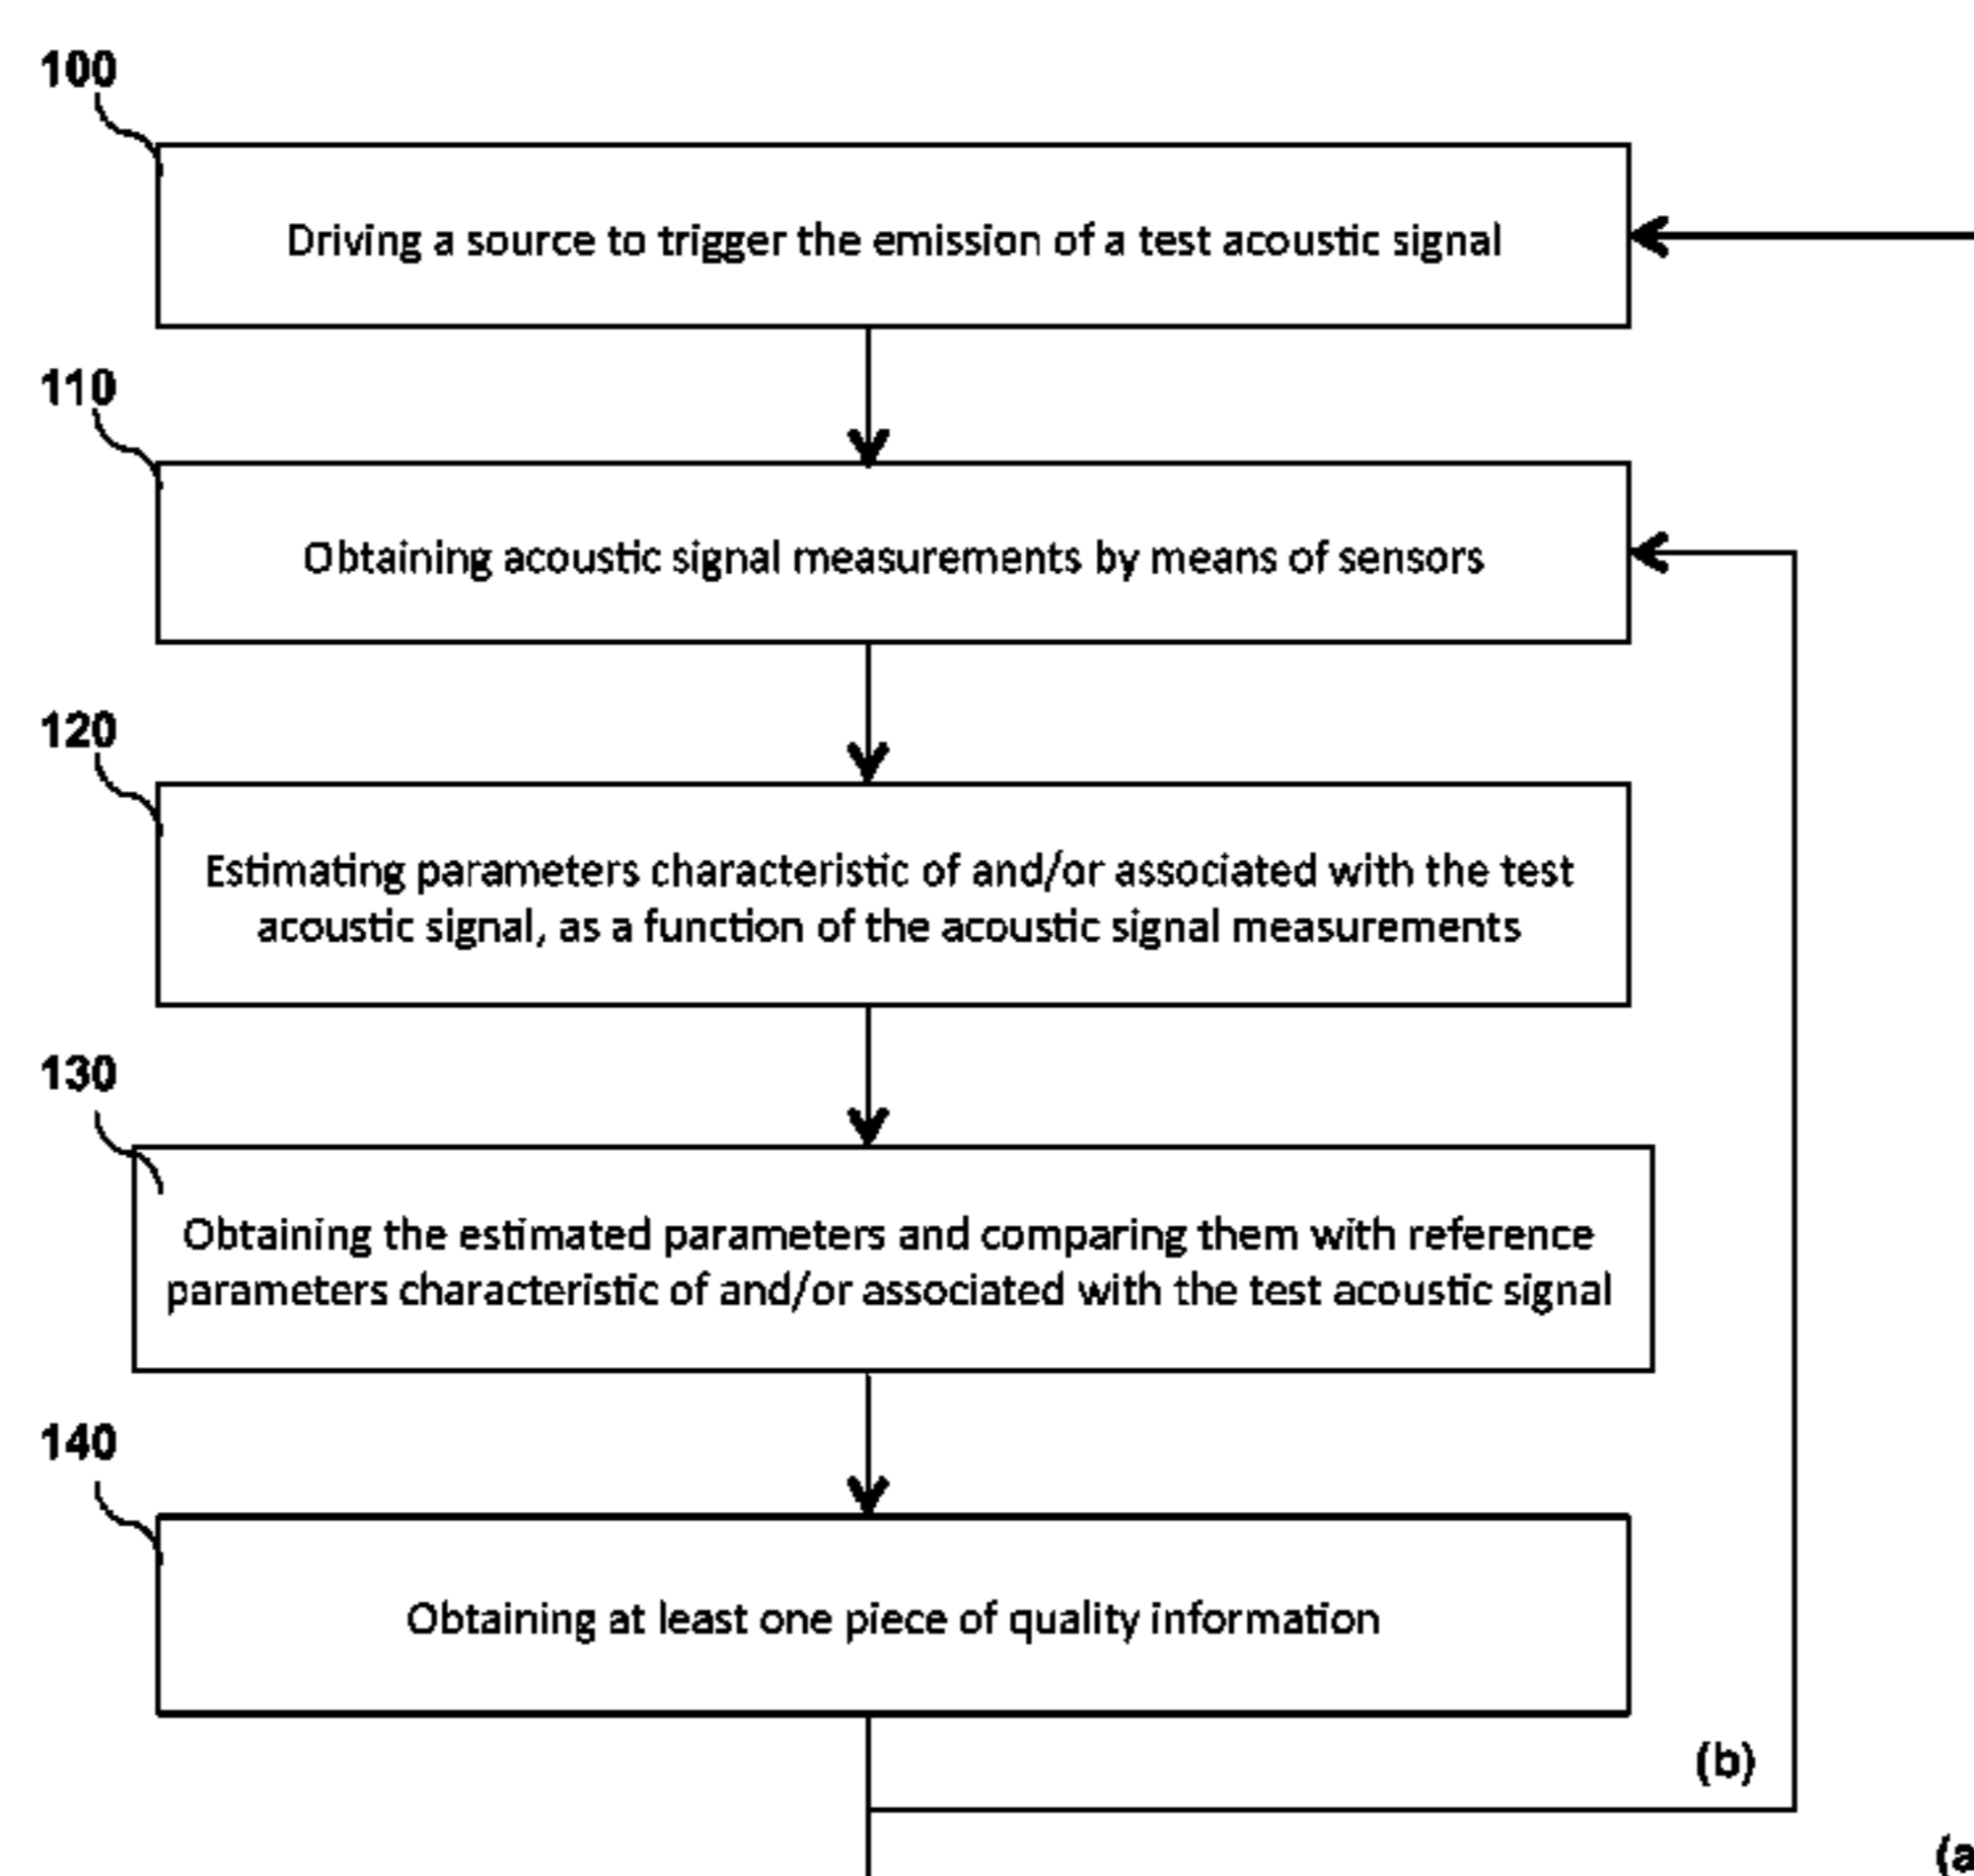 100
Driving a source to trigger the emission of a test acoustic signal
110
Obtaining acoustic signal measurements by means of sensors
120
Estimating parameters characteristic of and/or associated with the test
acoustic signal, as a function of the acoustic signal measurements
130
Obtaining the estimated parameters and comparing them with reference
parameters characteristic of and/or associated with the test acoustic signal
140
Obtaining at least one piece of quality information
(b)
(a